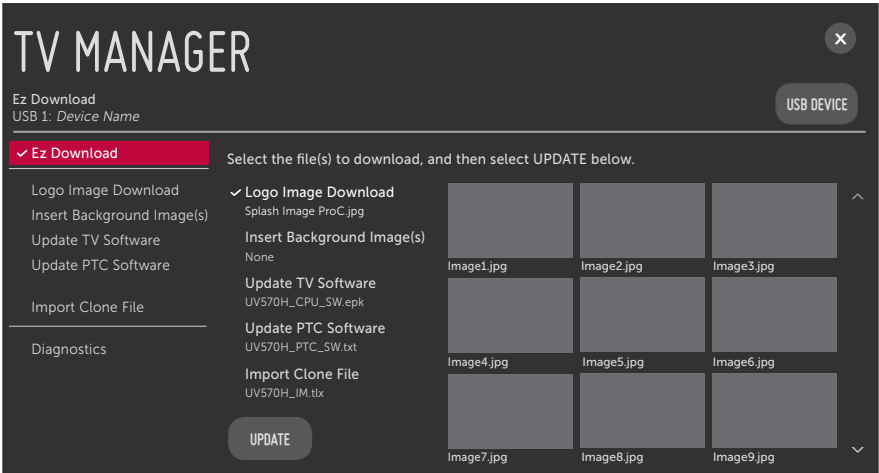 TV MANAGER
X
Ez Download
USB 1: Device Name
USB DEVICE
Ez Download
Logo Image Download
Insert Background Image(s)
Update TV Software
Update PTC Software
Import Clone File
Diagnostics
Select the file(s) to download, and then select UPDATE below.
Logo Image Download
Splash Image ProC.jpg
Insert Background Image(s)
None
Update TV Software
UV570H_CPU_SW.epk
Update PTC Software
UV570H_PTC_SW.txt
Import Clone File
UV570H_IM.tlx
UPDATE
Image1.jpg
Image2.jpg
Image3.jpg
Image4.jpg
Image5.jpg
Image6.jpg
Image7.jpg
Image8.jpg
Image9.jpg